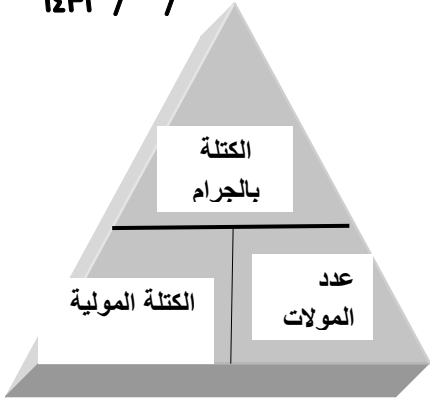 الكتلة
بالجرام
عدد
المولات
الكتلة المولية